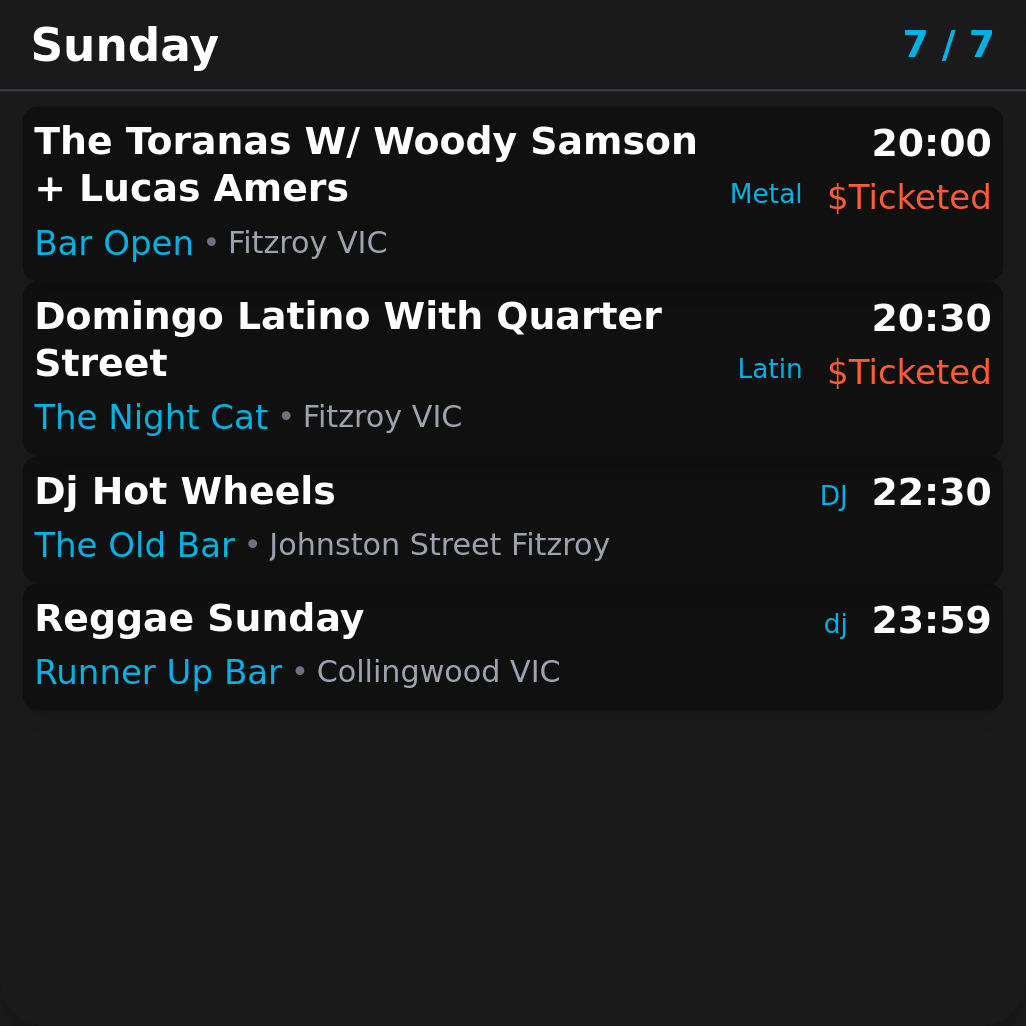 Sunday
7 / 7
The Toranas W/ Woody Samson
+ Lucas Amers
20:00
Metal $Ticketed
Bar Open • Fitzroy VIC
Domingo Latino With Quarter
Street
20:30
Latin $Ticketed
The Night Cat • Fitzroy VIC
Dj Hot Wheels
DJ 22:30
The Old Bar • Johnston Street Fitzroy
Reggae Sunday
dj 23:59
Runner Up Bar • Collingwood VIC